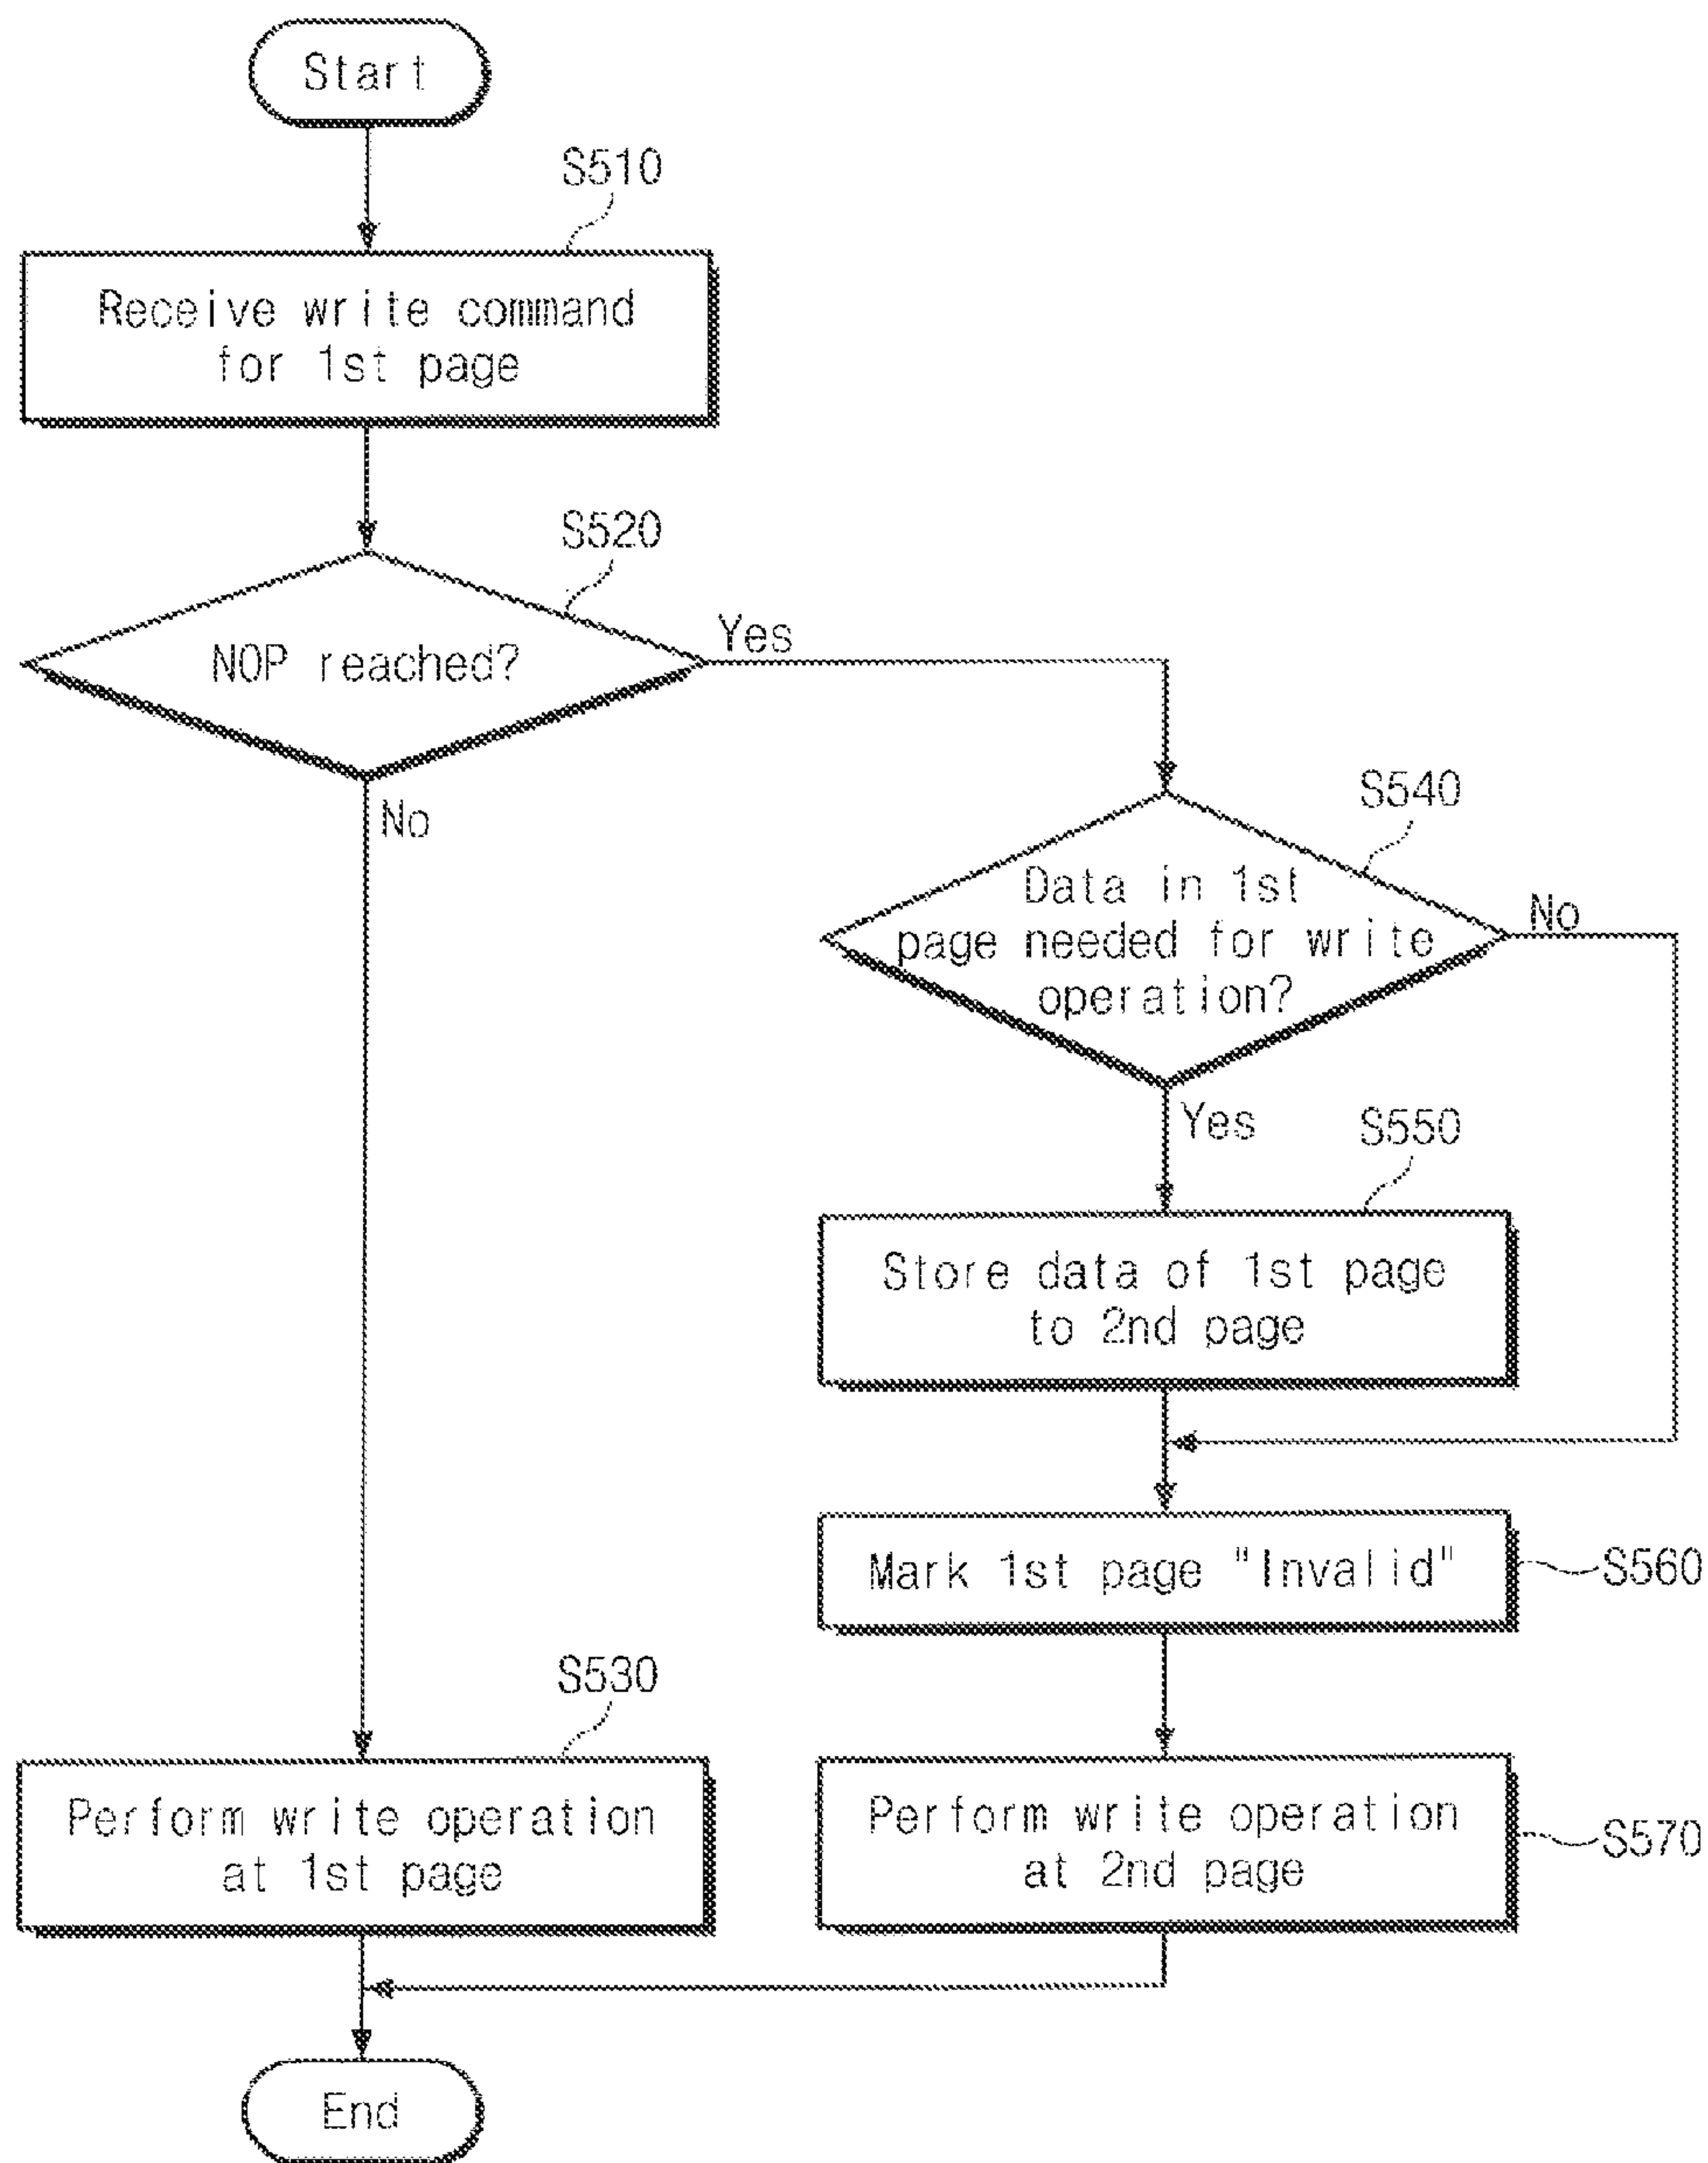 Start
S510
Receive write command
for 1st page
S520
NOP reached?
Yes
No
S540
Data in 1st
page needed for write
operation?
No
Yes
S550
Store data of 1st page
to 2nd page
Mark 1st page "Invalid"
S560
S530
Perform write operation
at 1st page
Perform write operation
at 2nd page
S570
End